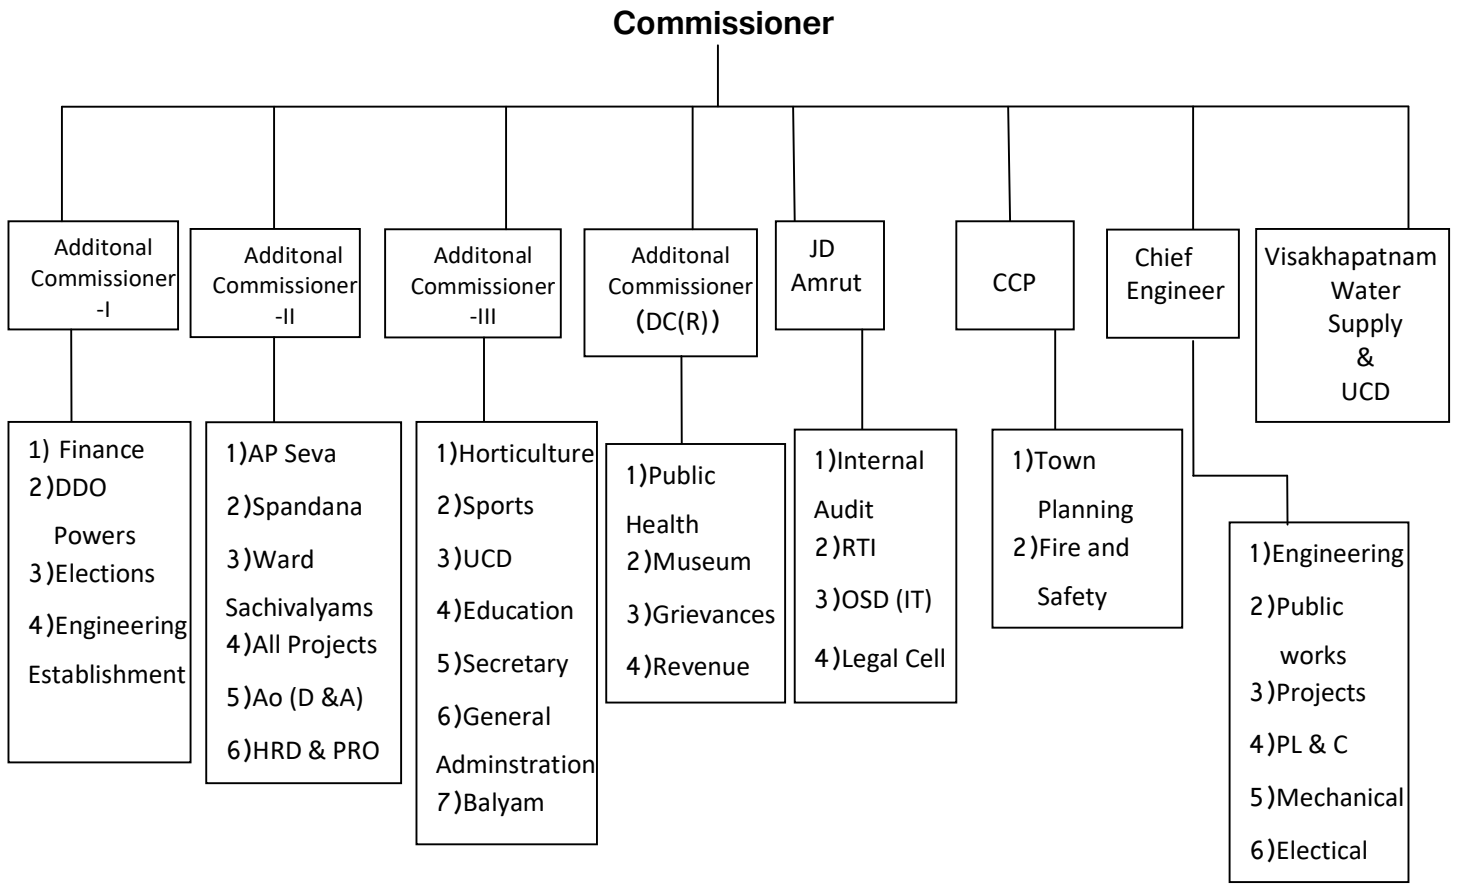 Commissioner
Additonal
Commissioner
-I
Additonal
Commissioner
-II
Additonal
Commissioner
-III
Additonal
Commissioner
(DC(R))
JD
Amrut
CCP
Chief
Engineer
Visakhapatnam
Water
Supply
&
UCD
1) Finance
2)DDO
Powers
3)Elections
4)Engineering
Establishment
1)AP Seva
2)Spandana
3)Ward
Sachivalyams
4)All Projects
5)Ao (D &A)
6)HRD & PRO
1)Horticulture
2)Sports
3)UCD
4)Education
5)Secretary
6)General
Adminstration
7)Balyam
1)Public
Health
2)Museum
3)Grievances
4)Revenue
1)Internal
Audit
2)RTI
3)OSD (IT)
4)Legal Cell
1)Town
Planning
2)Fire and
Safety
1)Engineering
2)Public
works
3)Projects
4)PL & C
5)Mechanical
6)Electical